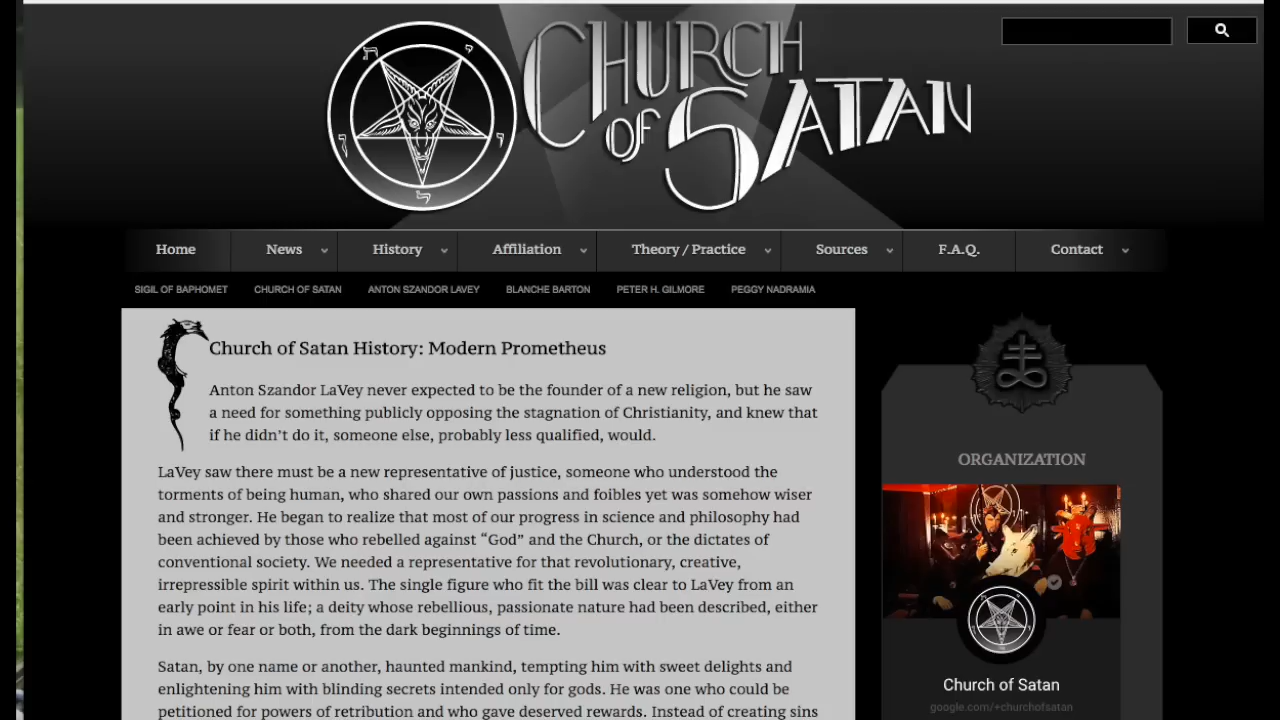 CHURCH
OF SATAN
Home
News
History
Affiliation
Theory / Practice
Sources
F.A.Q.
Contact
SIGIL OF BAPHOMET
CHURCH OF SATAN
ANTON SZANDOR LAVEY
BLANCHE BARTON
PETER H. GILMORE
PEGGY NADRAMIA
Church of Satan History: Modern Prometheus
Anton Szandor LaVey never expected to be the founder of a new religion, but he saw
a need for something publicly opposing the stagnation of Christianity, and knew that
if he didn’t do it, someone else, probably less qualified, would.
LaVey saw there must be a new representative of justice, someone who understood the
torments of being human, who shared our own passions and foibles yet was somehow wiser
and stronger. He began to realize that most of our progress in science and philosophy had
been achieved by those who rebelled against “God” and the Church, or the dictates of
conventional society. We needed a representative for that revolutionary, creative,
irrepressible spirit within us. The single figure who fit the bill was clear to LaVey from an
early point in his life; a deity whose rebellious, passionate nature had been described, either
in awe or fear or both, from the dark beginnings of time.
Satan, by one name or another, haunted mankind, tempting him with sweet delights and
enlightening him with blinding secrets intended only for gods. He was one who could be
petitioned for powers of retribution and who gave deserved rewards. Instead of creating sins
ORGANIZATION
Church of Satan
google.com/+churchofsatan